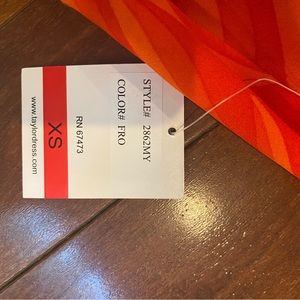 STYLE# 2862MY
COLOR# FRO
RN 67473
XS
www.taylordress.com